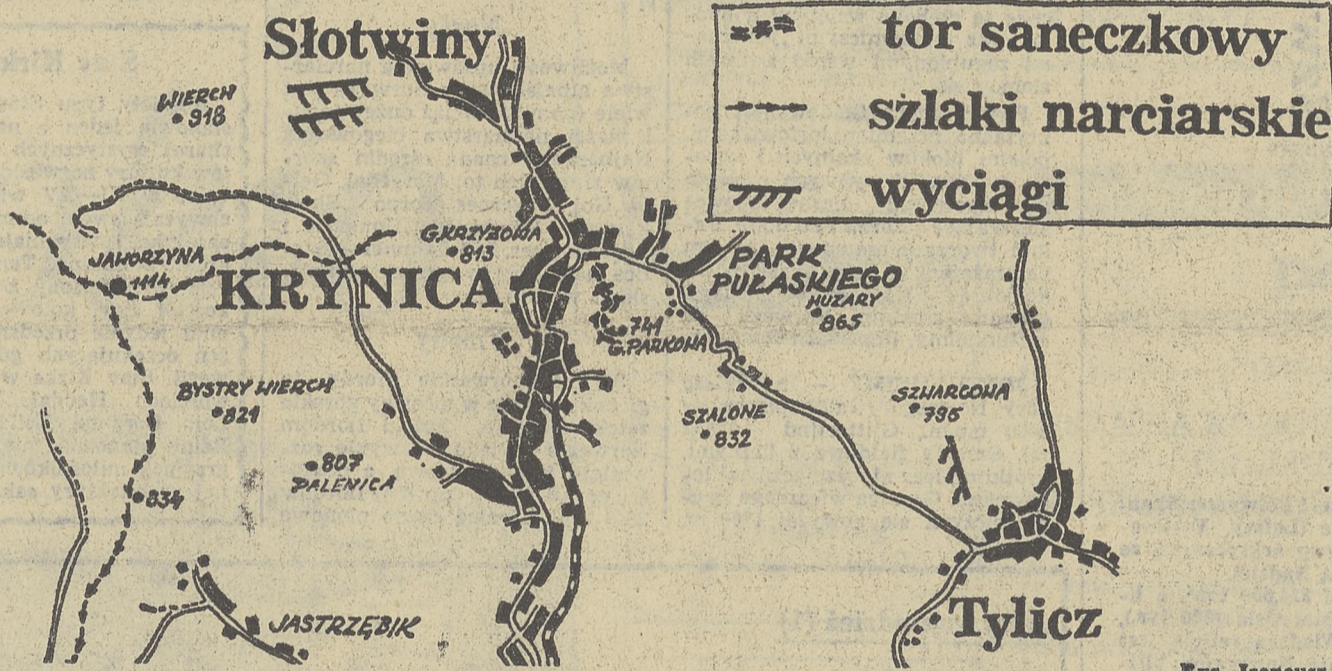 Słotwiny
tor saneczkowy
szlaki narciarskie
wyciągi
WIERCH
918
G.KRZYŻOWA
813
JAWORZYNA
1114
KRYNICA
PARK
PUŁASKIEGO
HUZARY
865
741
G.PARKOWA
BYSTRY WIERCH
821
SZALONE
832
SZWARCOWA
796
807
PALENICA
834
JASTRZĘBIK
Tylicz